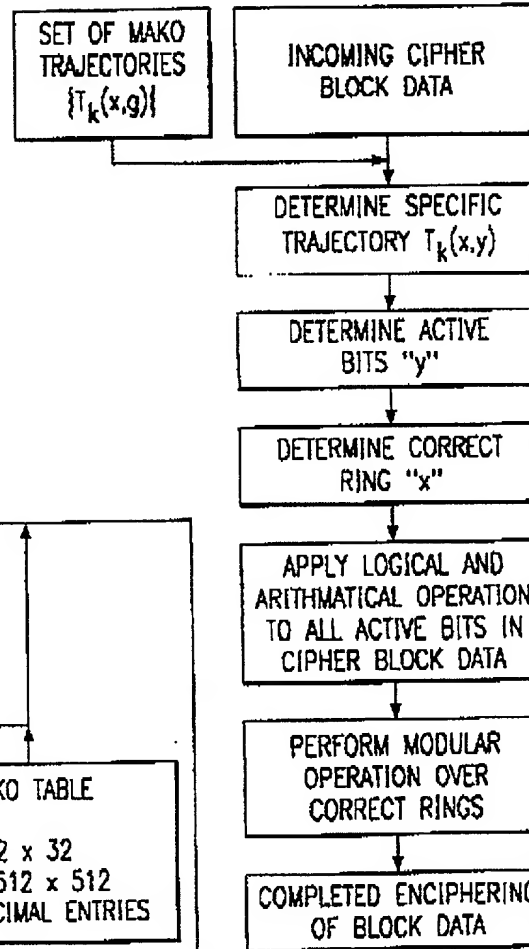 SET OF MAKO
TRAJECTORIES
{T_k(x,g){
INCOMING CIPHER
BLOCK DATA
DETERMINE SPECIFIC
TRAJECTORY T_k(x,y)
DETERMINE ACTIVE
BITS "y"
DETERMINE CORRECT
RING "x"
APPLY LOGICAL AND
ARITHMATICAL OPERATION
TO ALL ACTIVE BITS IN
CIPHER BLOCK DATA
PERFORM MODULAR
OPERATION OVER
CORRECT RINGS
COMPLETED ENCIPHERING
OF BLOCK DATA
KO TABLE
2 x 32
512 x 512
CIMAL ENTRIES